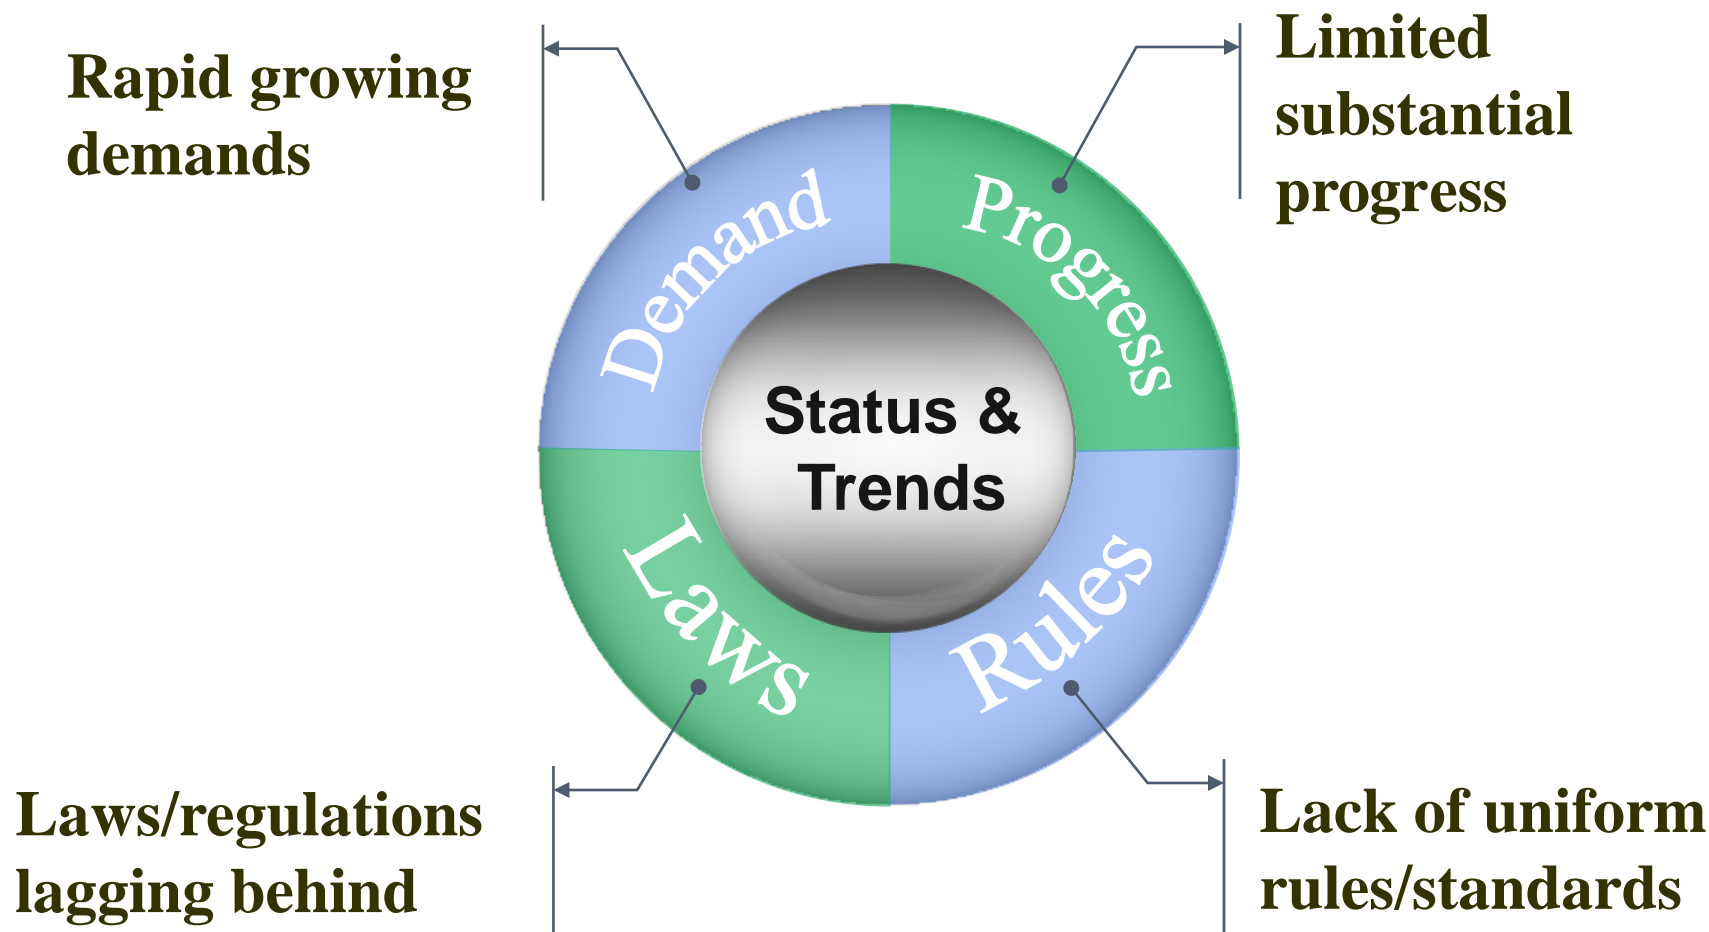 Rapid growing
demands
Limited
substantial
progress
Demand
Progress
Status &
Trends
Laws
Rules
Laws/regulations
lagging behind
Lack of uniform
rules/standards